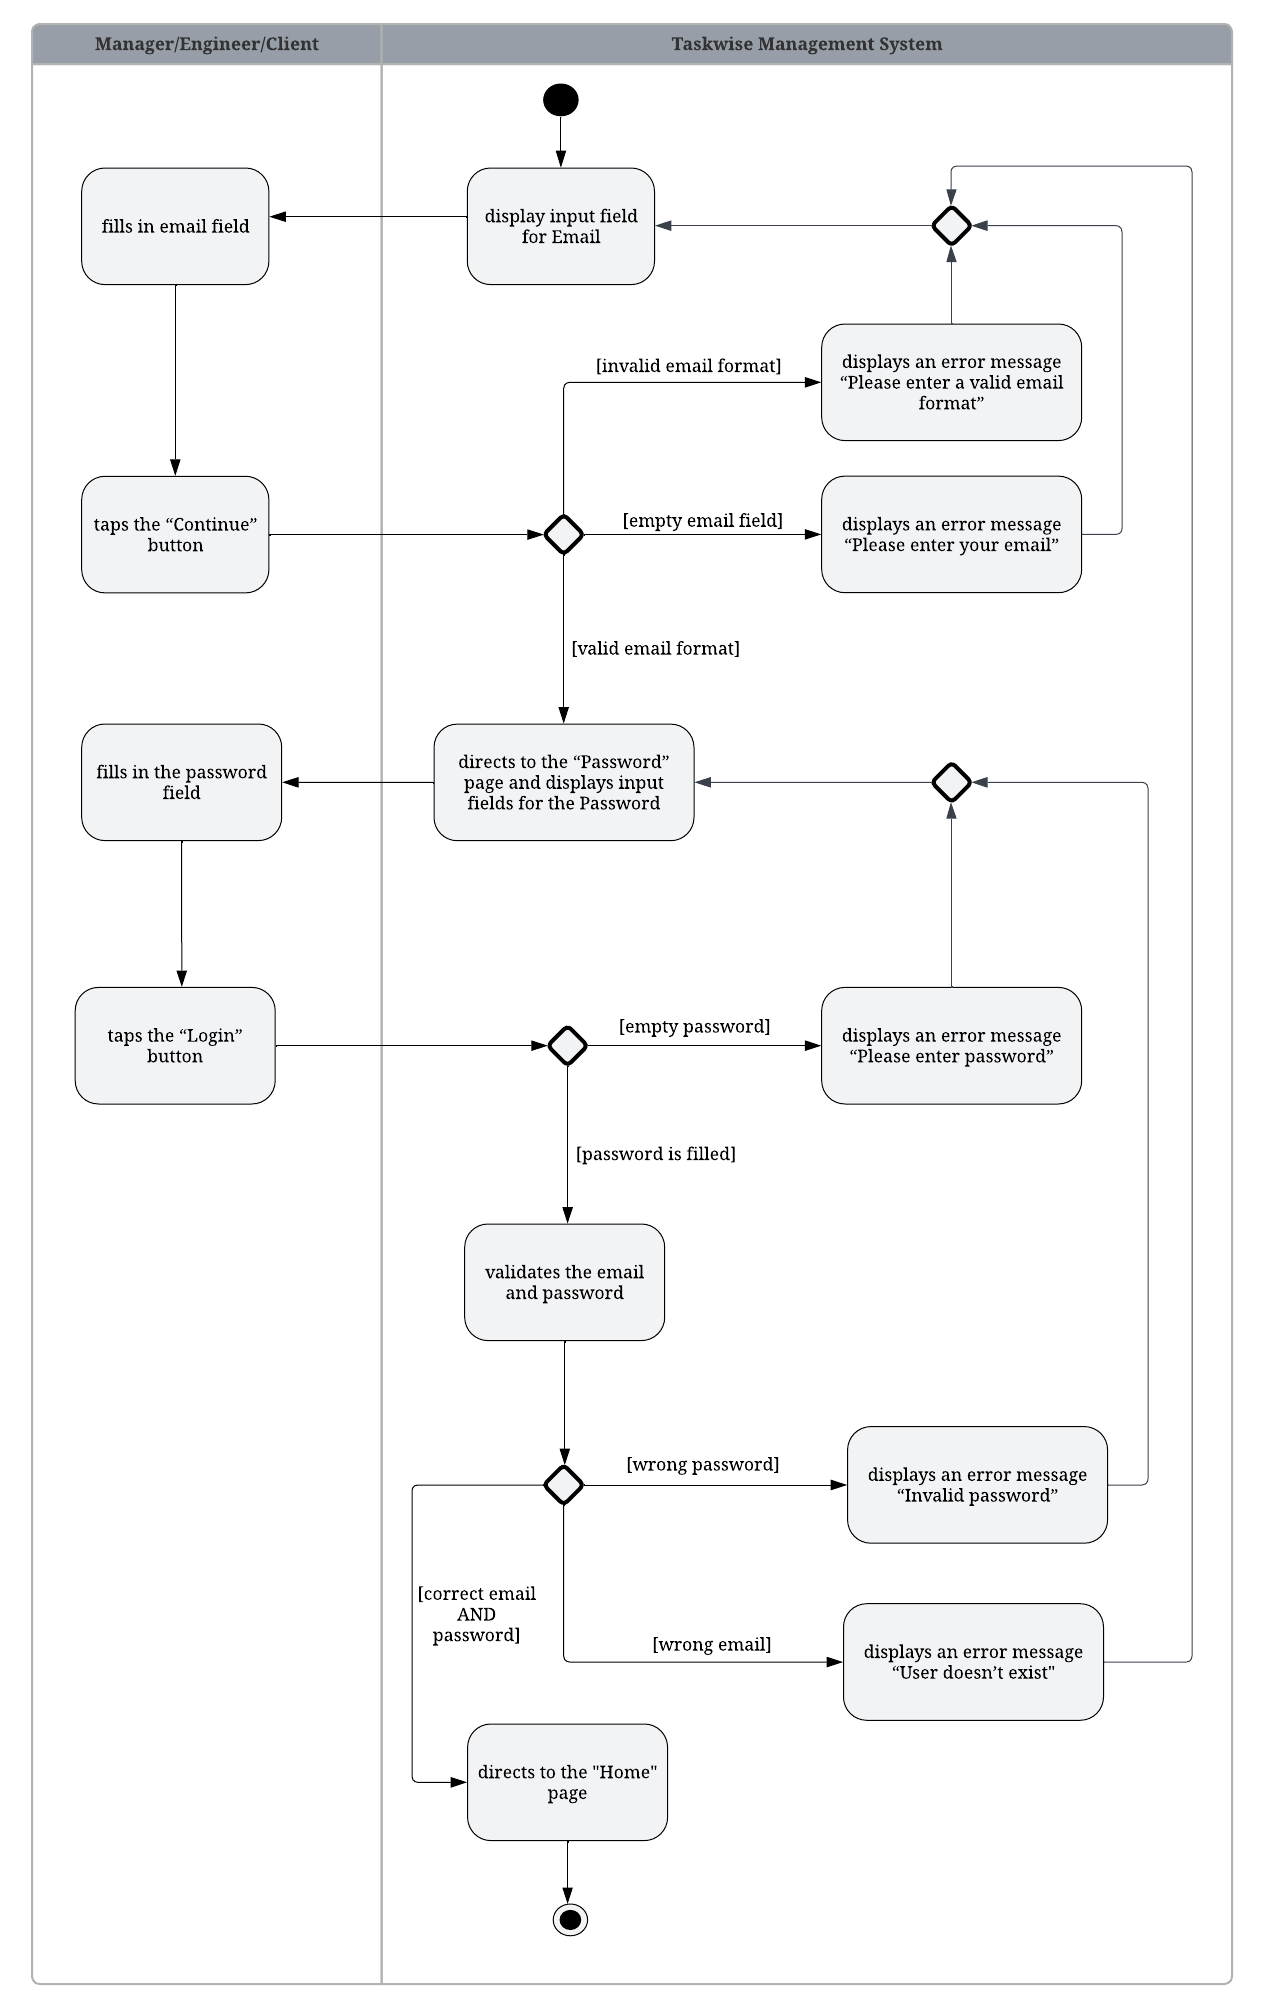 Manager/Engineer/Client
Taskwise Management System
fills in email field
display input field
for Email
[invalid email format]
displays an error message
“Please enter a valid email
format”
taps the “Continue”
button
[empty email field]
displays an error message
“Please enter your email”
[valid email format]
fills in the password
field
directs to the “Password”
page and displays input
fields for the Password
taps the “Login”
button
[empty password]
displays an error message
“Please enter password”
[password is filled]
validates the email
and password
[wrong password]
displays an error message
“Invalid password”
[correct email
AND
password]
[wrong email]
displays an error message
“User doesn’t exist"
directs to the "Home"
page